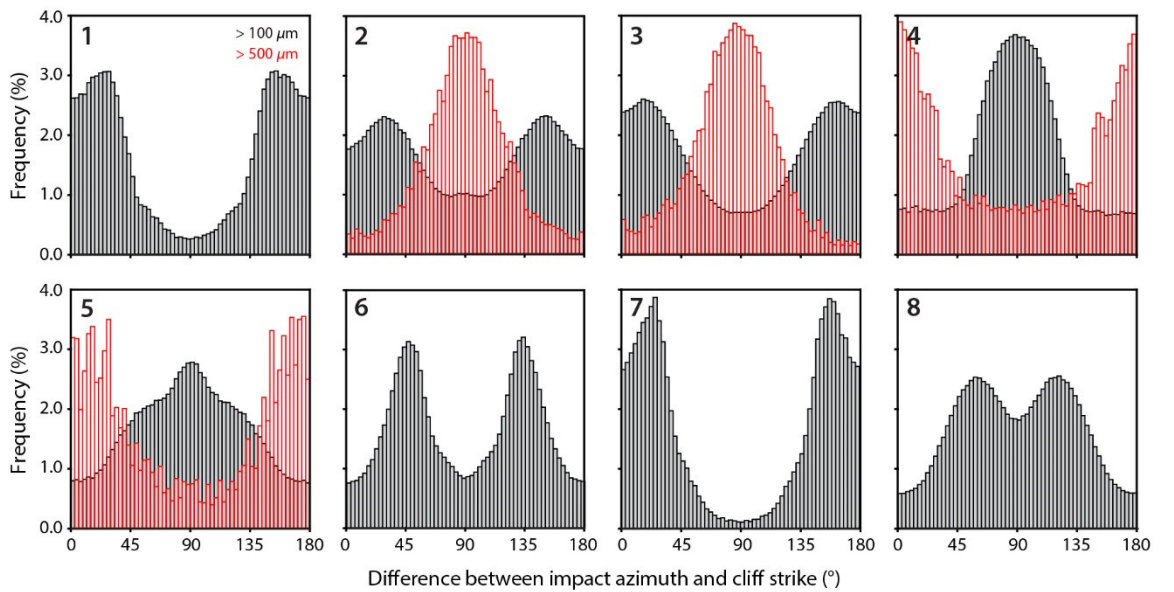 1
> 100 µm
> 500 µm
2
3
4
4.0
3.0
2.0
1.0
0.0
Frequency (%)
5
6
7
8
4.0
3.0
2.0
1.0
0.0
Frequency (%)
0 45 90 135 180
0 45 90 135 180
0 45 90 135 180
0 45 90 135 180
Difference between impact azimuth and cliff strike (°)